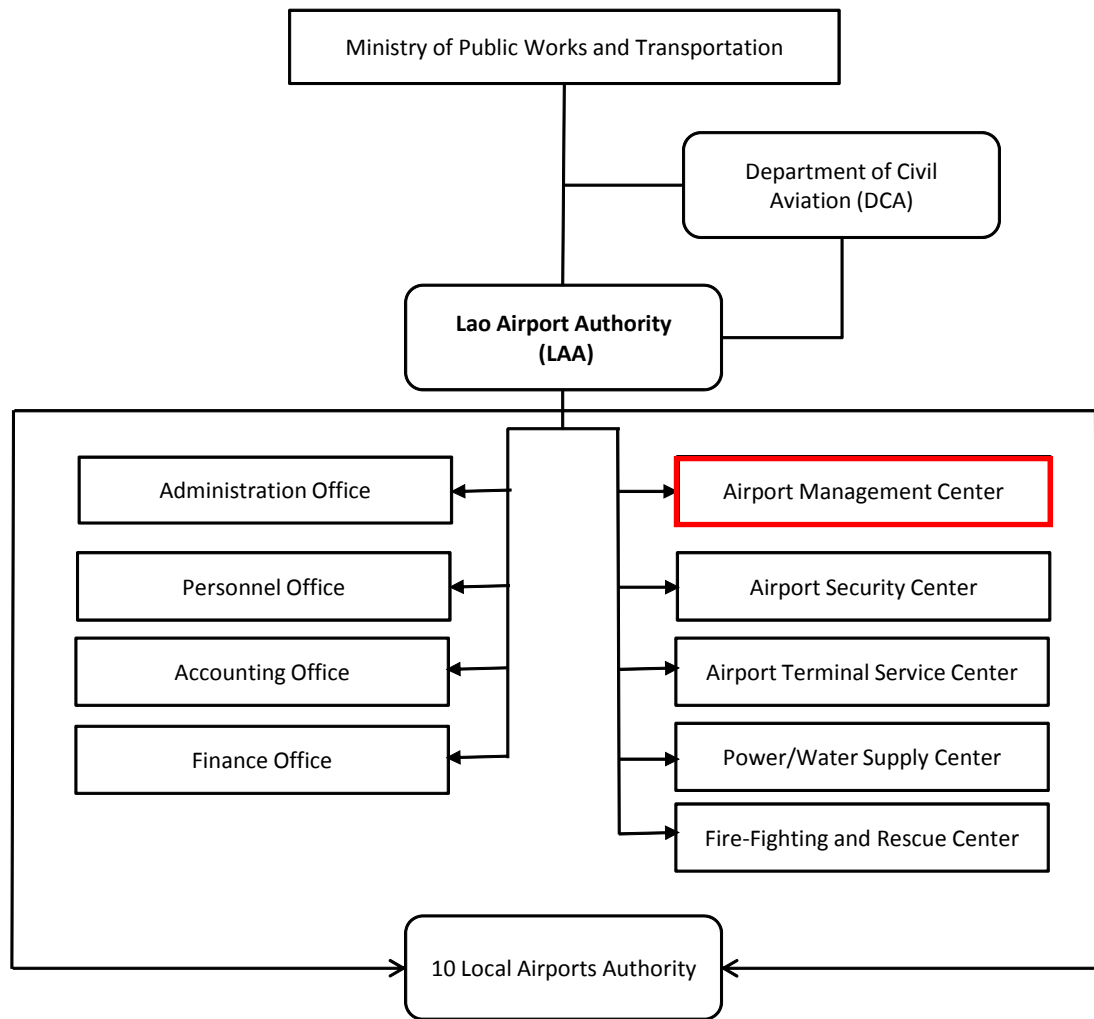 Ministry of Public Works and Transportation
Department of Civil
Aviation (DCA)
Lao Airport Authority
(LAA)
Administration Office
Airport Management Center
Personnel Office
Airport Security Center
Accounting Office
Airport Terminal Service Center
Finance Office
Power/Water Supply Center
Fire-Fighting and Rescue Center
10 Local Airports Authority